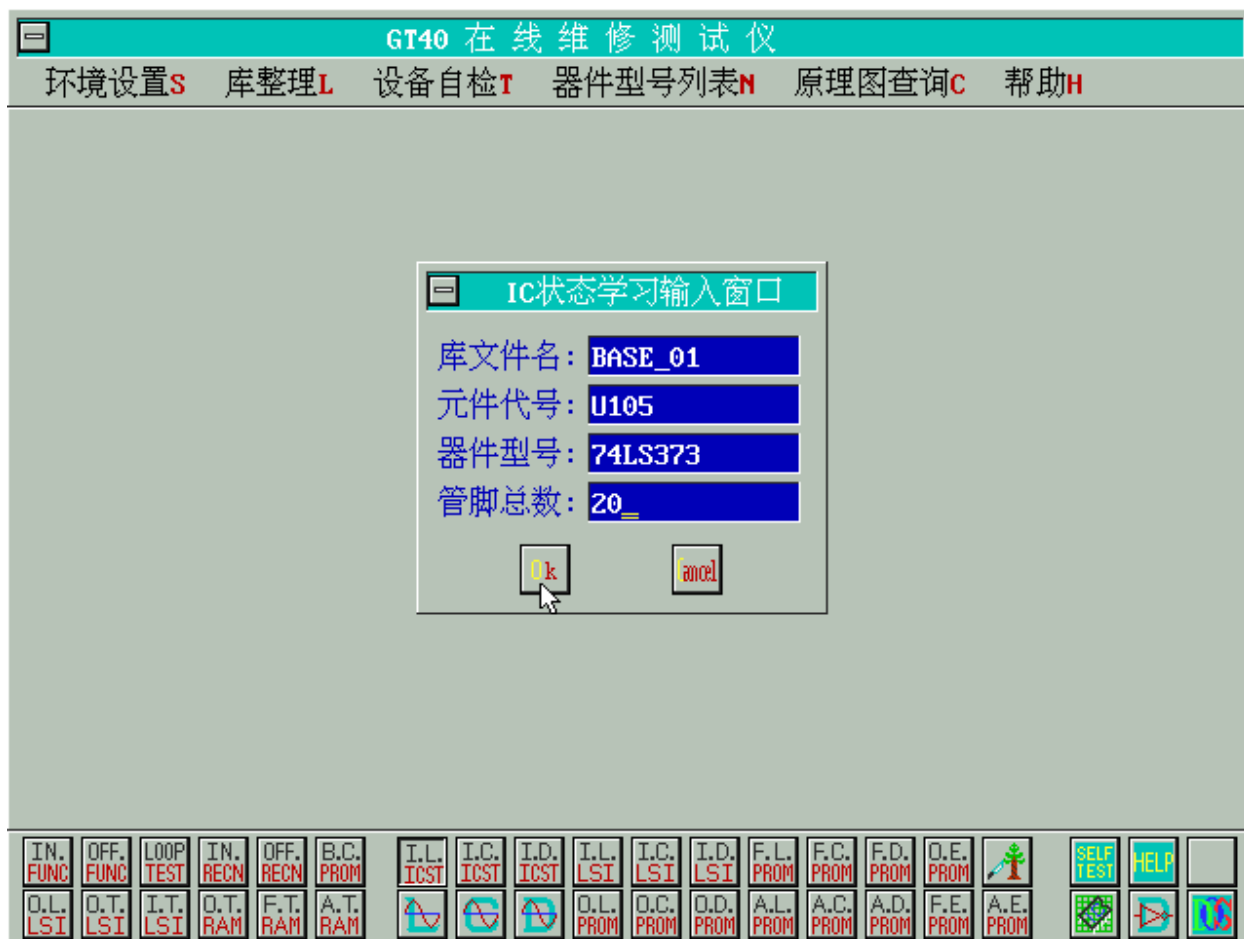 GT40 在 线 维 修 测 试 仪
环境设置S 库整理L 设备自检T 器件型号列表N 原理图查询C 帮助H
IC状态学习输入窗口
库文件名: BASE_01
元件代号: U105
器件型号: 74LS373
管脚总数: 20_
Ok Cancel
IN. OFF. LOOP IN. OFF. B.C. I.L. I.C. I.D. I.L. I.C. I.D. F.L. F.C. F.D. O.E. SELF HELP
FUNC FUNC TEST RECN RECN PROM ICST ICST ICST LSI LSI LSI PROM PROM PROM PROM TEST
O.L. O.T. I.T. O.T. F.T. A.T. O.L. O.C. O.D. A.L. A.C. A.D. F.E. A.E.
LSI LSI LSI RAM RAM RAM PROM PROM PROM PROM PROM PROM PROM PROM DOS